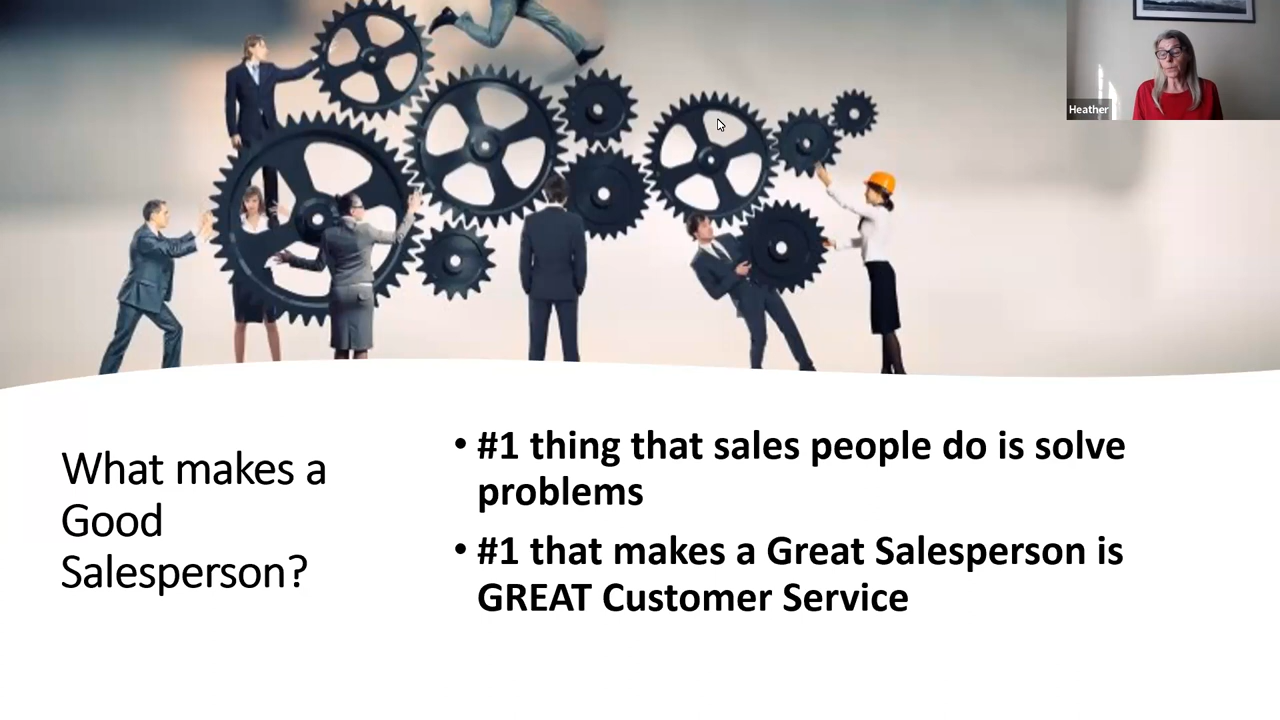 Heather
What makes a
Good
Salesperson?
• #1 thing that sales people do is solve
problems
• #1 that makes a Great Salesperson is
GREAT Customer Service